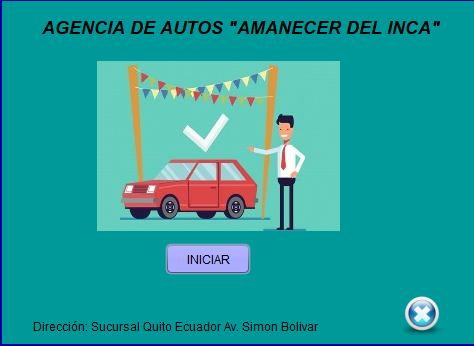 AGENCIA DE AUTOS "AMANECER DEL INCA"
INICIAR
Dirección: Sucursal Quito Ecuador Av. Simon Bolivar